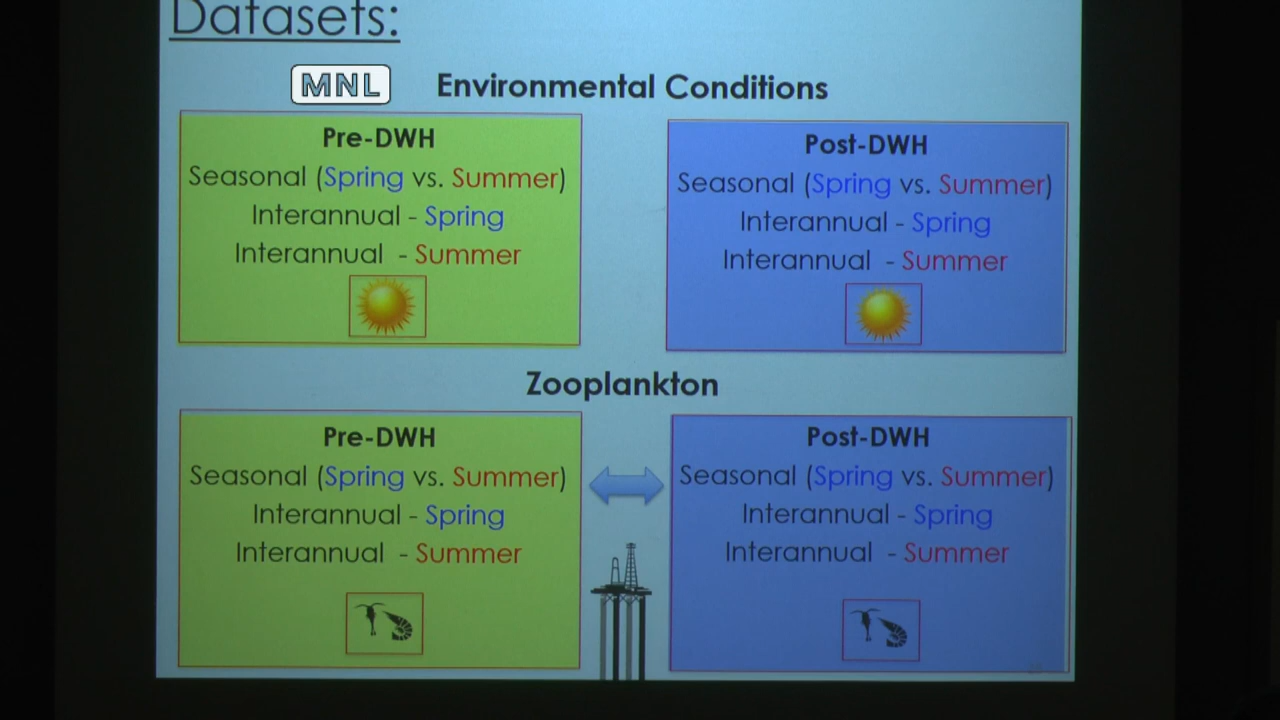 Datasets:
MNL
Environmental Conditions
Pre-DWH
Seasonal (Spring vs. Summer)
Interannual - Spring
Interannual - Summer
Post-DWH
Seasonal (Spring vs. Summer)
Interannual - Spring
Interannual - Summer
Zooplankton
Pre-DWH
Seasonal (Spring vs. Summer)
Interannual - Spring
Interannual - Summer
Post-DWH
Seasonal (Spring vs. Summer)
Interannual - Spring
Interannual - Summer